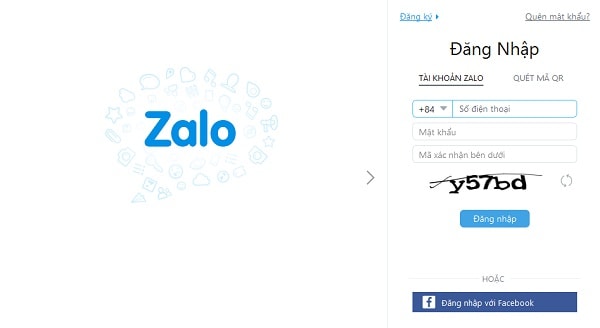 Zalo
Đăng ký
Quên mật khẩu?
Đăng Nhập
TÀI KHOẢN ZALO
QUÉT MÃ QR
+84
Số điện thoại
Mật khẩu
Mã xác nhận bên dưới
y57bd
Đăng nhập
HOẶC
Đăng nhập với Facebook